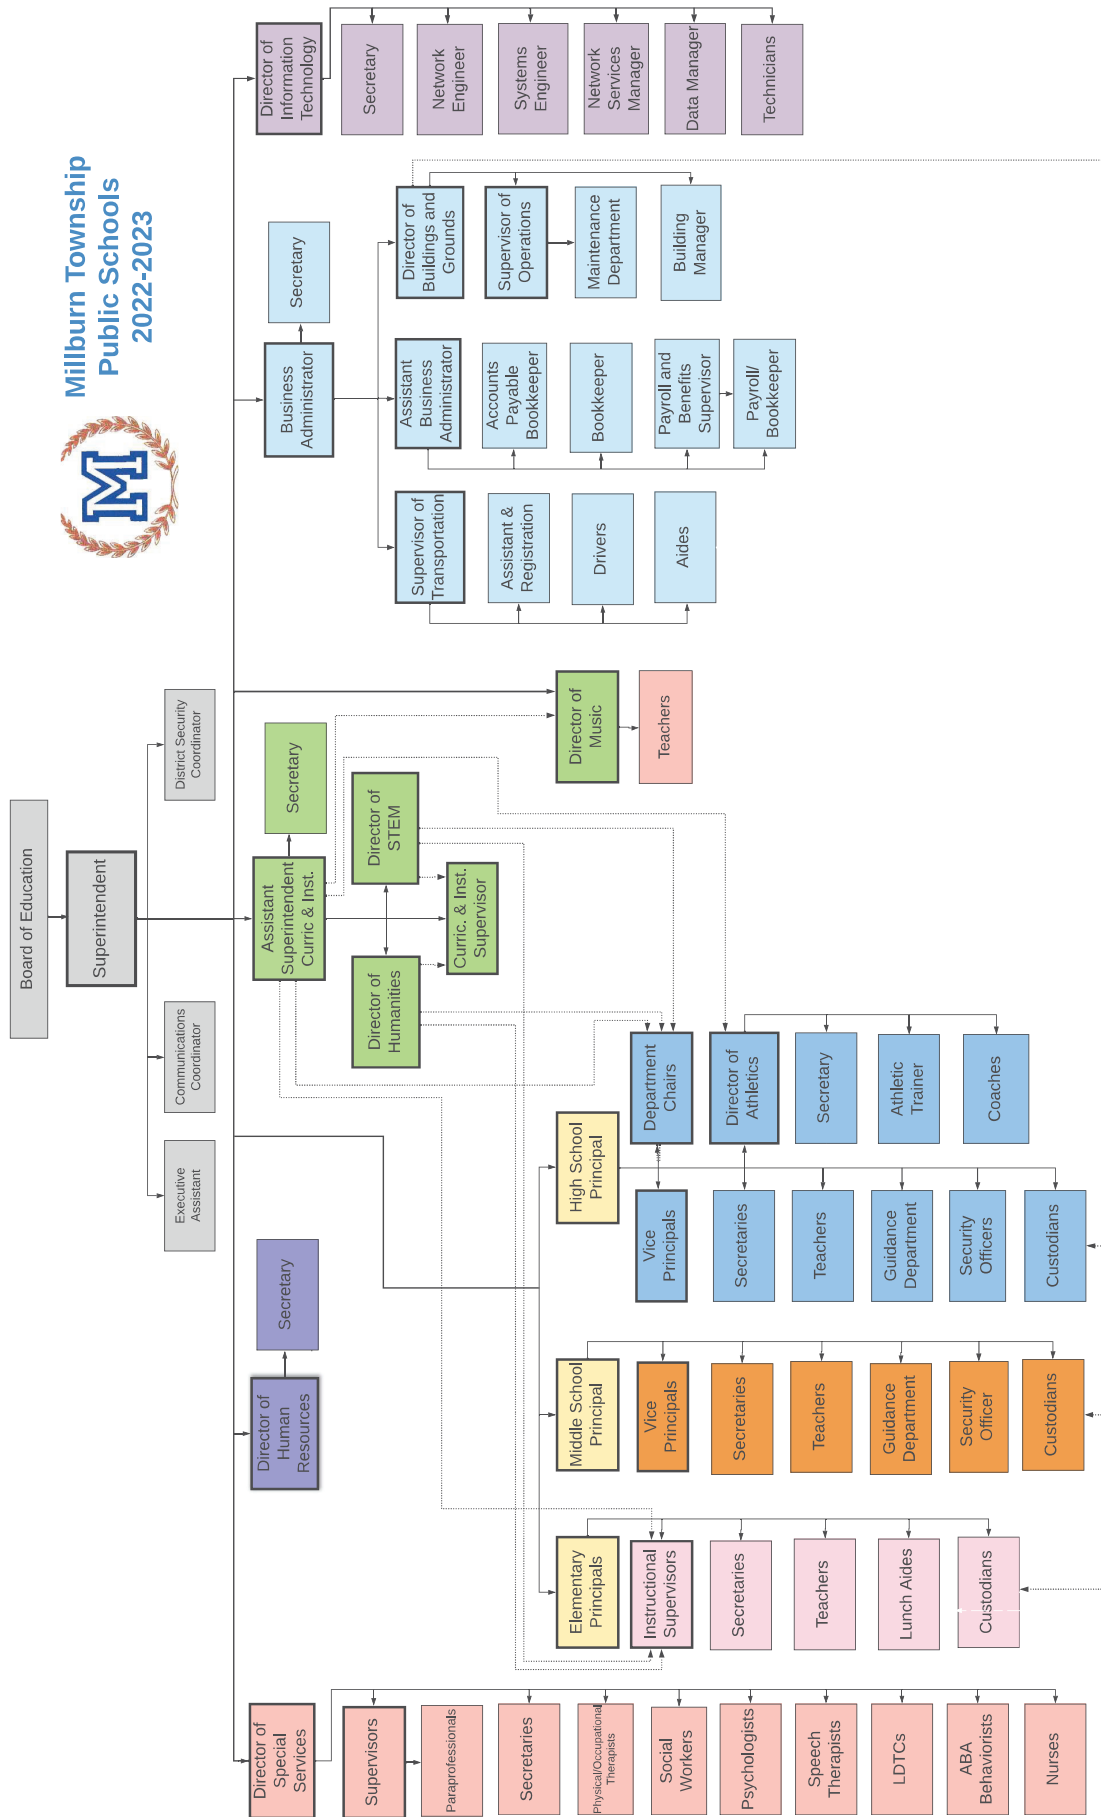 Millburn Township
Public Schools
2022-2023
M
Board of Education
Superintendent
Executive
Assistant
Communications
Coordinator
District Security
Coordinator
Director of
Special
Services
Supervisors
Paraprofessionals
Secretaries
Physical/Occupational
Therapists
Social
Workers
Psychologists
Speech
Therapists
LDTCs
ABA
Behaviorists
Nurses
Director of
Human
Resources
Secretary
Elementary
Principals
Instructional
Supervisors
Secretaries
Teachers
Lunch Aides
Custodians
Middle School
Principal
Vice
Principals
Secretaries
Teachers
Guidance
Department
Security
Officer
Custodians
High School
Principal
Vice
Principals
Secretaries
Teachers
Guidance
Department
Security
Officers
Custodians
Department
Chairs
Director of
Athletics
Secretary
Athletic
Trainer
Coaches
Assistant
Superintendent
Curric & Inst.
Secretary
Director of
Humanities
Director of
STEM
Curric. & Inst.
Supervisor
Director of
Music
Teachers
Business
Administrator
Secretary
Supervisor of
Transportation
Assistant &
Registration
Drivers
Aides
Assistant
Business
Administrator
Accounts
Payable
Bookkeeper
Bookkeeper
Payroll and
Benefits
Supervisor
Payroll/
Bookkeeper
Director of
Buildings and
Grounds
Supervisor of
Operations
Maintenance
Department
Building
Manager
Director of
Information
Technology
Secretary
Network
Engineer
Systems
Engineer
Network
Services
Manager
Data Manager
Technicians